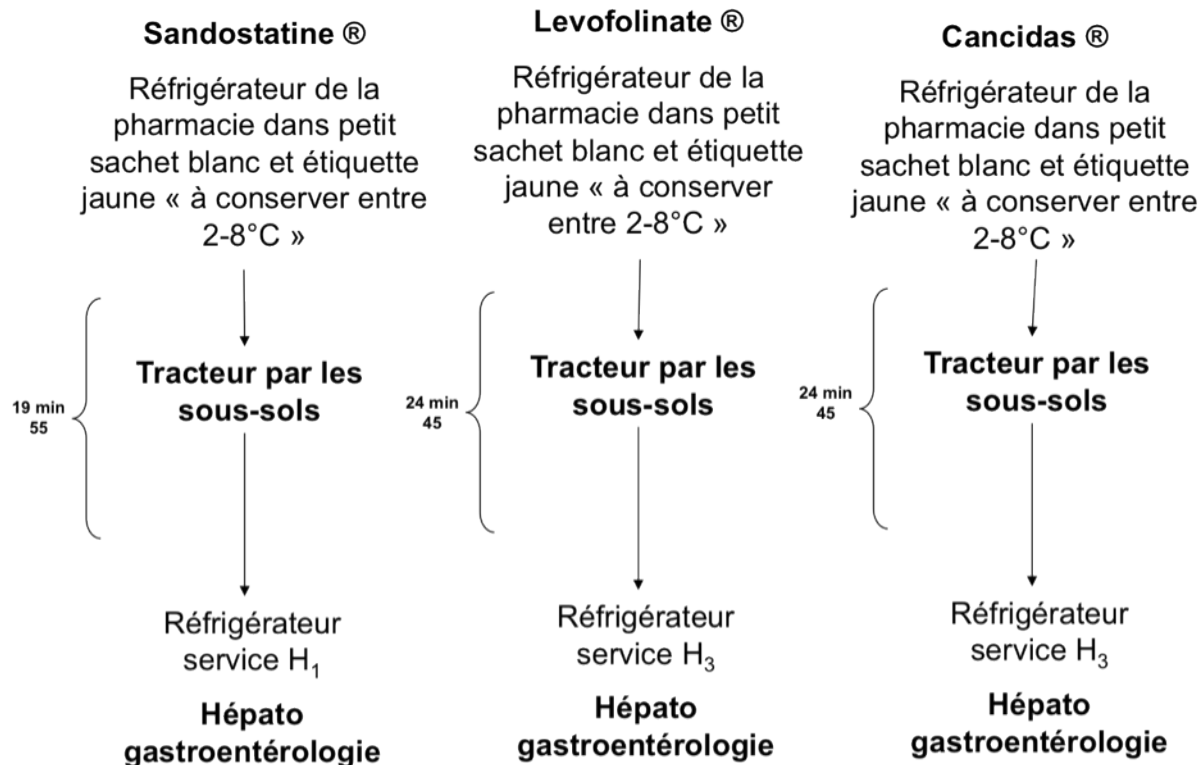 Sandostatine ®
Réfrigérateur de la
pharmacie dans petit
sachet blanc et étiquette
jaune « à conserver entre
2-8°C »
19 min
55
Tracteur par les
sous-sols
Réfrigérateur
service H₁
Hépato
gastroentérologie
Levofolinate ®
Réfrigérateur de la
pharmacie dans petit
sachet blanc et étiquette
jaune « à conserver
entre 2-8°C »
24 min
45
Tracteur par les
sous-sols
Réfrigérateur
service H₃
Hépato
gastroentérologie
Cancidas ®
Réfrigérateur de la
pharmacie dans petit
sachet blanc et étiquette
jaune « à conserver entre
2-8°C »
24 min
45
Tracteur par les
sous-sols
Réfrigérateur
service H₃
Hépato
gastroentérologie